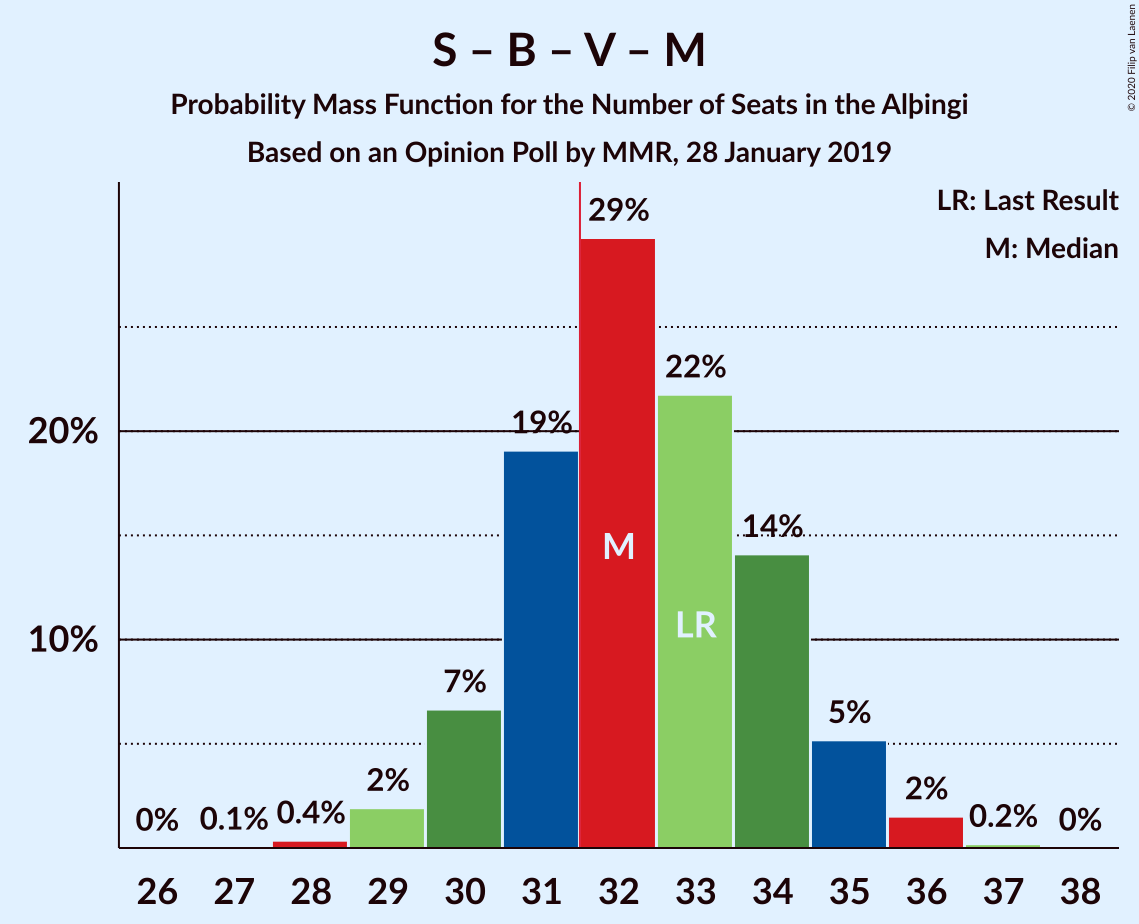 S – B – V – M
Probability Mass Function for the Number of Seats in the Alþingi
Based on an Opinion Poll by MMR, 28 January 2019
© 2020 Filip van Laenen
LR: Last Result
M: Median
20%
10%
0%
0.1%
0.4%
2%
7%
19%
29%
22%
14%
5%
2%
0.2%
0%
M
LR
26 27 28 29 30 31 32 33 34 35 36 37 38